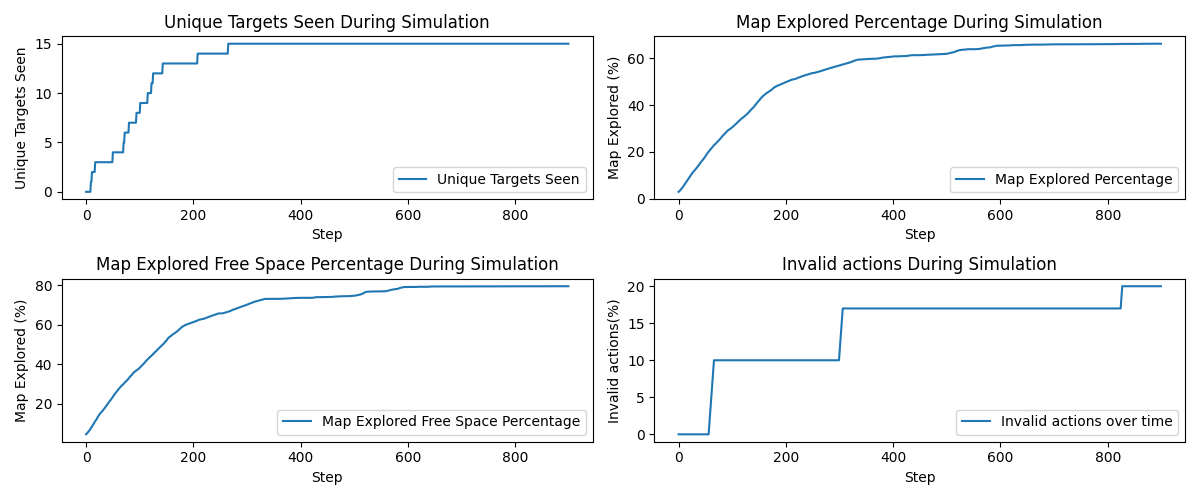 Unique Targets Seen During Simulation
Unique Targets Seen
15
10
5
0
Unique Targets Seen
0 200 400 600 800
Step
Map Explored Percentage During Simulation
Map Explored (%)
60
40
20
0
Map Explored Percentage
0 200 400 600 800
Step
Map Explored Free Space Percentage During Simulation
Map Explored (%)
80
60
40
20
Map Explored Free Space Percentage
0 200 400 600 800
Step
Invalid actions During Simulation
Invalid actions(%)
20
15
10
5
0
Invalid actions over time
0 200 400 600 800
Step